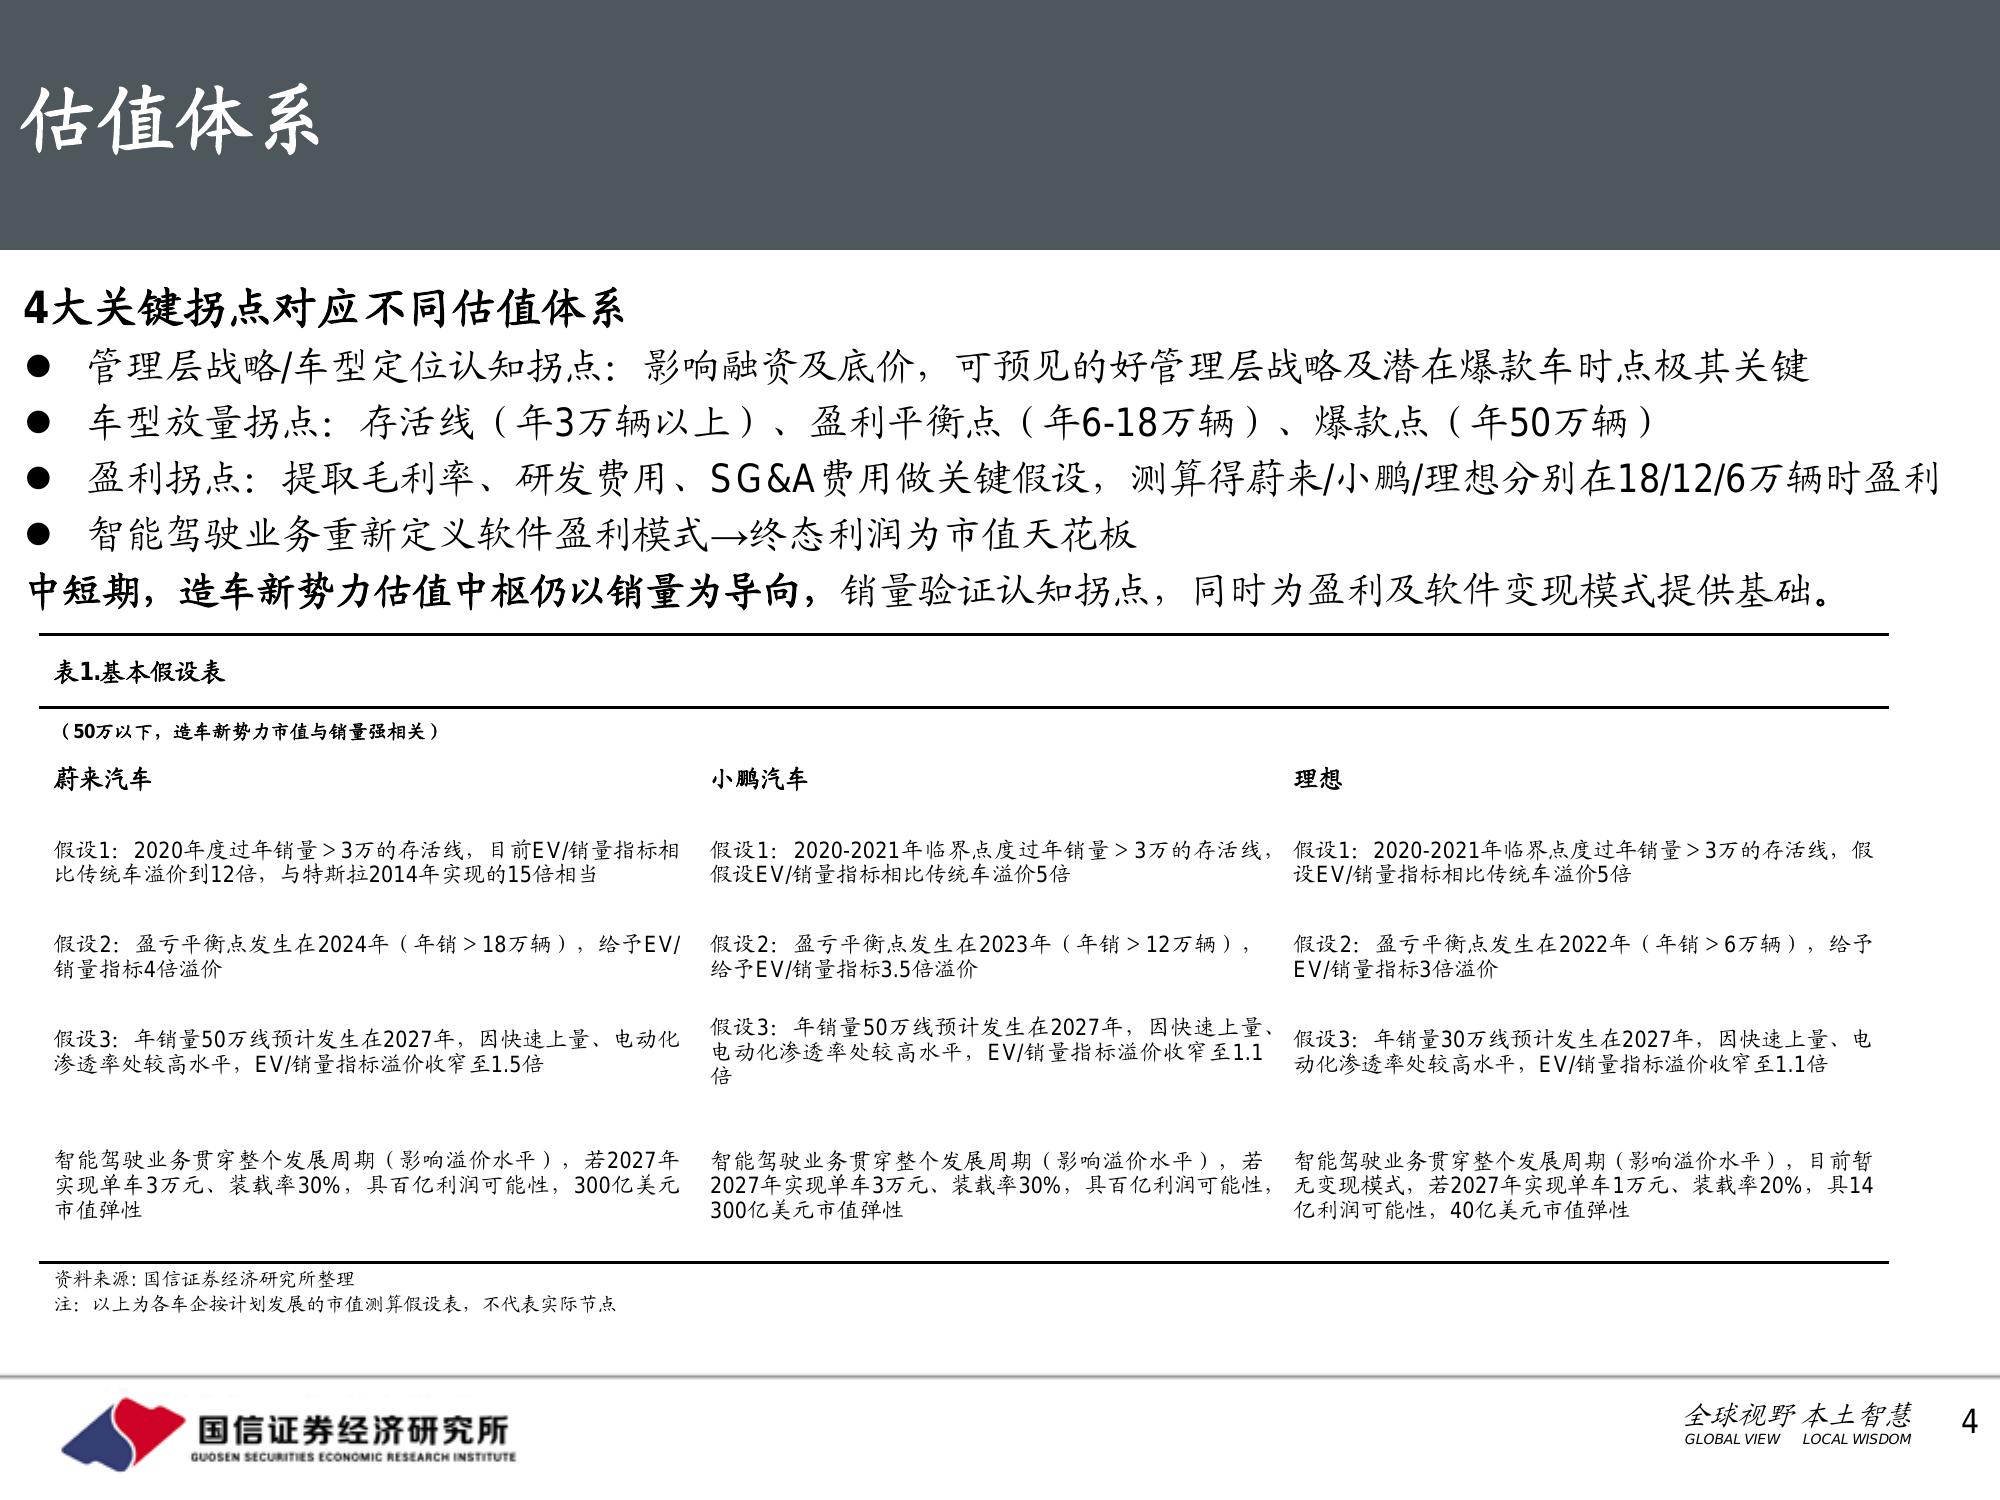 估值体系
4大关键拐点对应不同估值体系
● 管理层战略/车型定位认知拐点：影响融资及底价，可预见的好管理层战略及潜在爆款车时点极其关键
● 车型放量拐点：存活线（年3万辆以上）、盈利平衡点（年6-18万辆）、爆款点（年50万辆）
● 盈利拐点：提取毛利率、研发费用、SG&A费用做关键假设，测算得蔚来/小鹏/理想分别在18/12/6万辆时盈利
● 智能驾驶业务重新定义软件盈利模式→终态利润为市值天花板
中短期，造车新势力估值中枢仍以销量为导向，销量验证认知拐点，同时为盈利及软件变现模式提供基础。
表1.基本假设表
（50万以下，造车新势力市值与销量强相关）
蔚来汽车
小鹏汽车
理想
假设1：2020年度过年销量＞3万的存活线，目前EV/销量指标相
比传统车溢价到12倍，与特斯拉2014年实现的15倍相当
假设1：2020-2021年临界点度过年销量＞3万的存活线，
假设EV/销量指标相比传统车溢价5倍
假设1：2020-2021年临界点度过年销量＞3万的存活线，假
设EV/销量指标相比传统车溢价5倍
假设2：盈亏平衡点发生在2024年（年销＞18万辆），给予EV/
销量指标4倍溢价
假设2：盈亏平衡点发生在2023年（年销＞12万辆），
给予EV/销量指标3.5倍溢价
假设2：盈亏平衡点发生在2022年（年销＞6万辆），给予
EV/销量指标3倍溢价
假设3：年销量50万线预计发生在2027年，因快速上量、电动化
渗透率处较高水平，EV/销量指标溢价收窄至1.5倍
假设3：年销量50万线预计发生在2027年，因快速上量、
电动化渗透率处较高水平，EV/销量指标溢价收窄至1.1
倍
假设3：年销量30万线预计发生在2027年，因快速上量、电
动化渗透率处较高水平，EV/销量指标溢价收窄至1.1倍
智能驾驶业务贯穿整个发展周期（影响溢价水平），若2027年
实现单车3万元、装载率30%，具百亿利润可能性，300亿美元
市值弹性
智能驾驶业务贯穿整个发展周期（影响溢价水平），若
2027年实现单车3万元、装载率30%，具百亿利润可能性，
300亿美元市值弹性
智能驾驶业务贯穿整个发展周期（影响溢价水平），目前暂
无变现模式，若2027年实现单车1万元、装载率20%，具14
亿利润可能性，40亿美元市值弹性
资料来源：国信证券经济研究所整理
注：以上为各车企按计划发展的市值测算假设表，不代表实际节点
国信证券经济研究所
GUOSEN SECURITIES ECONOMIC RESEARCH INSTITUTE
全球视野 本土智慧
GLOBAL VIEW LOCAL WISDOM
4